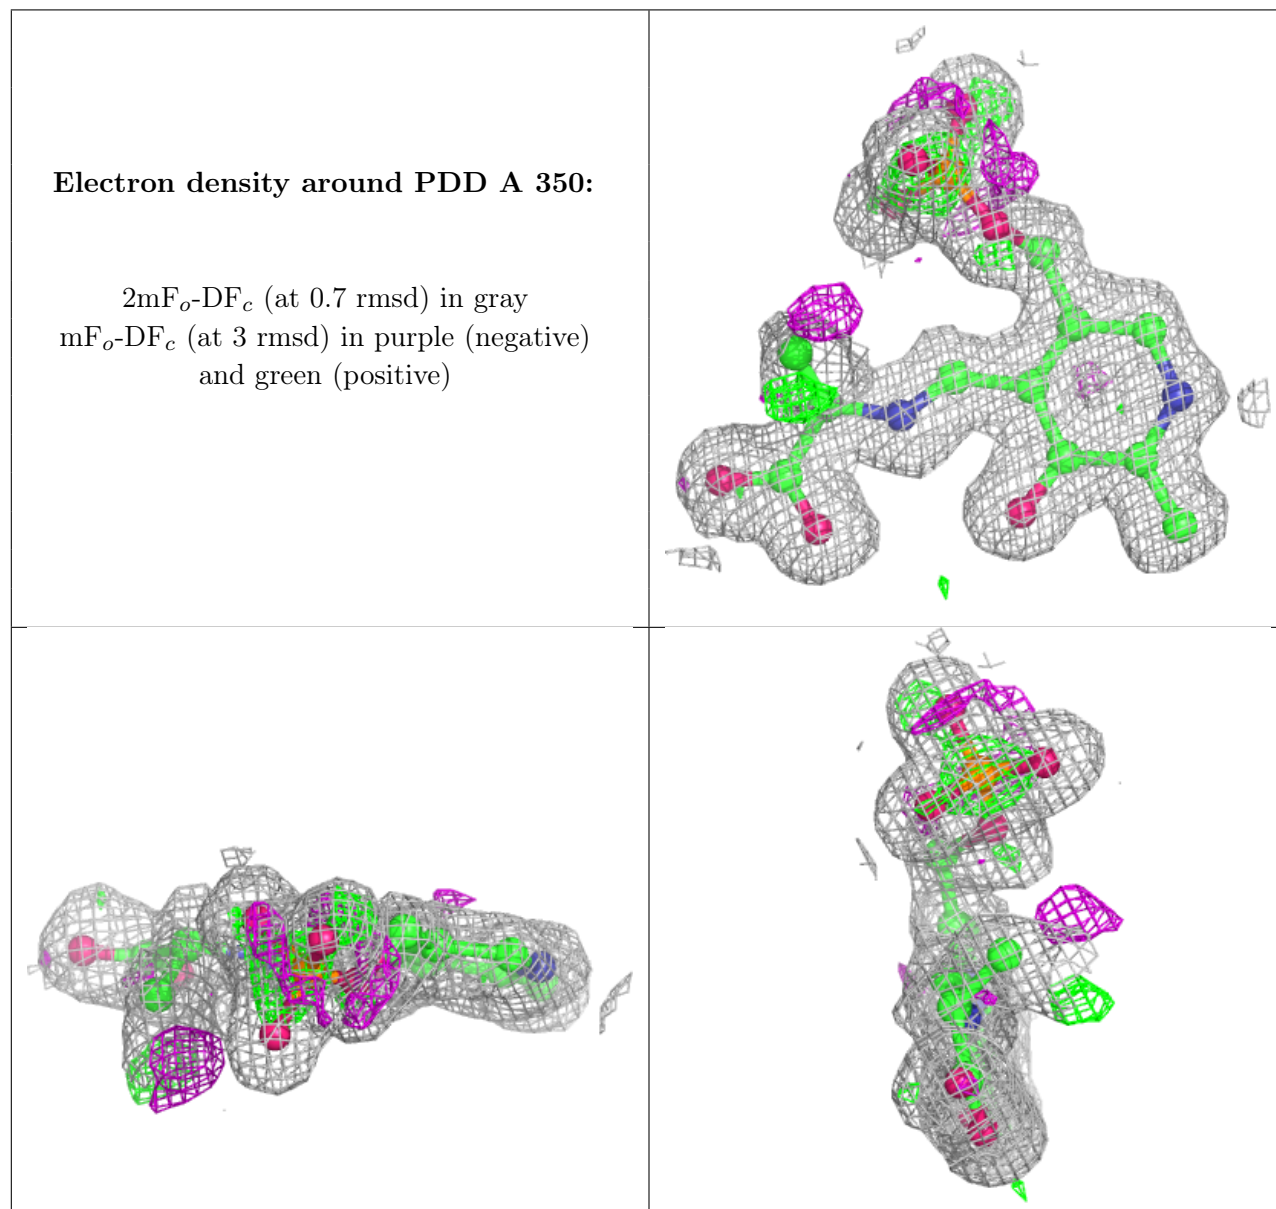 Electron density around PDD A 350:
2mFo-DFc (at 0.7 rmsd) in gray
mFo-DFc (at 3 rmsd) in purple (negative)
and green (positive)